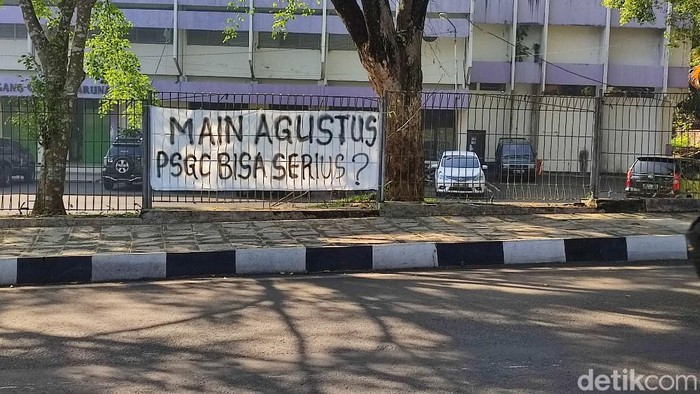 MAIN AGUSTUS
PSGC BISA SERIUS?
detikcom